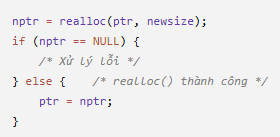 nptr = realloc(ptr, newsize);
if (nptr == NULL) {
/* Xử lý lỗi */
} else {    /* realloc() thành công */
ptr = nptr;
}